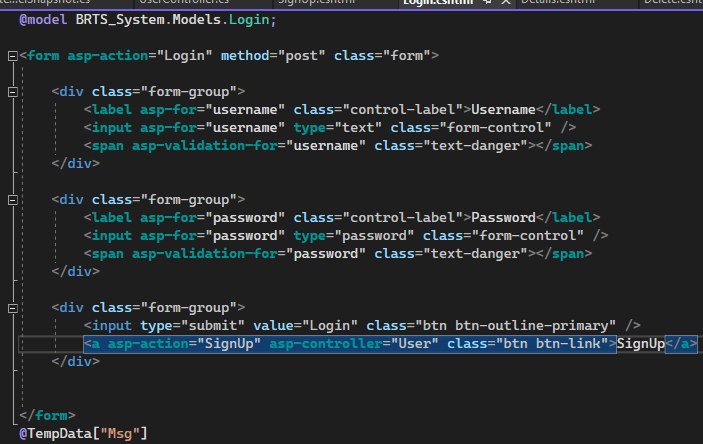 UserController.cs SignUp.cshtml Login.cshtml Details.cshtml
@model BRTS_System.Models.Login;
<form asp-action="Login" method="post" class="form">
<div class="form-group">
<label asp-for="username" class="control-label">Username</label>
<input asp-for="username" type="text" class="form-control" />
<span asp-validation-for="username" class="text-danger"></span>
</div>
<div class="form-group">
<label asp-for="password" class="control-label">Password</label>
<input asp-for="password" type="password" class="form-control" />
<span asp-validation-for="password" class="text-danger"></span>
</div>
<div class="form-group">
<input type="submit" value="Login" class="btn btn-outline-primary" />
<a asp-action="SignUp" asp-controller="User" class="btn btn-link">SignUp</a>
</div>
</form>
@TempData["Msg"]